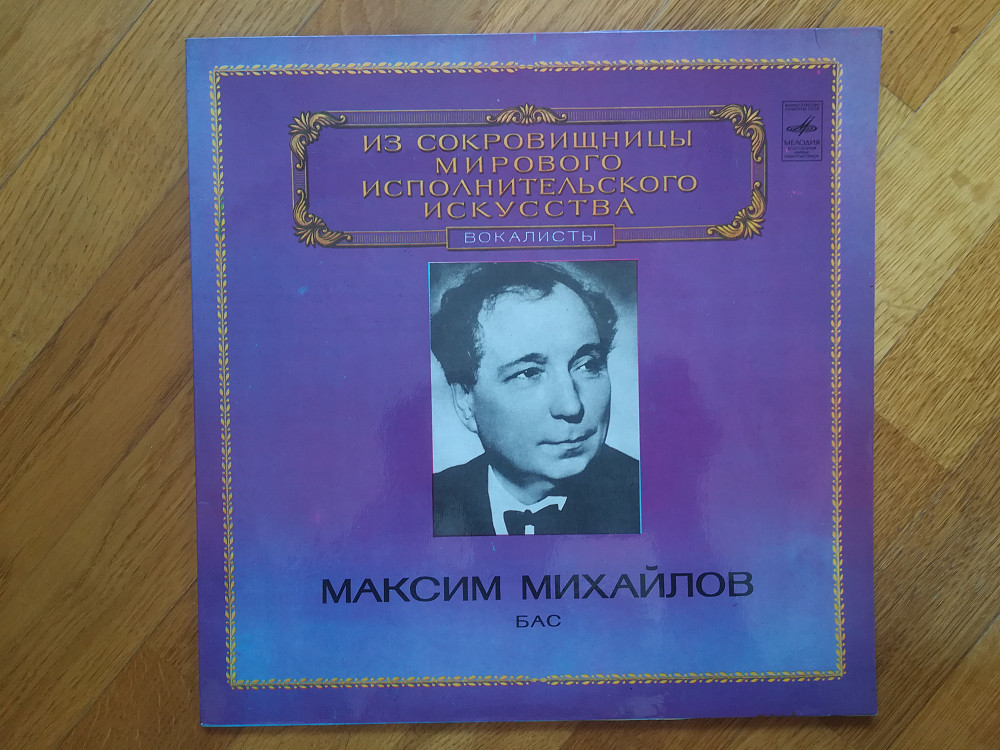 ИЗ СОКРОВИЩНИЦЫ
МИРОВОГО
ИСПОЛНИТЕЛЬСКОГО
ИСКУССТВА
ВОКАЛИСТЫ
МЕЛОДИЯ
МАКСИМ МИХАЙЛОВ
БАС